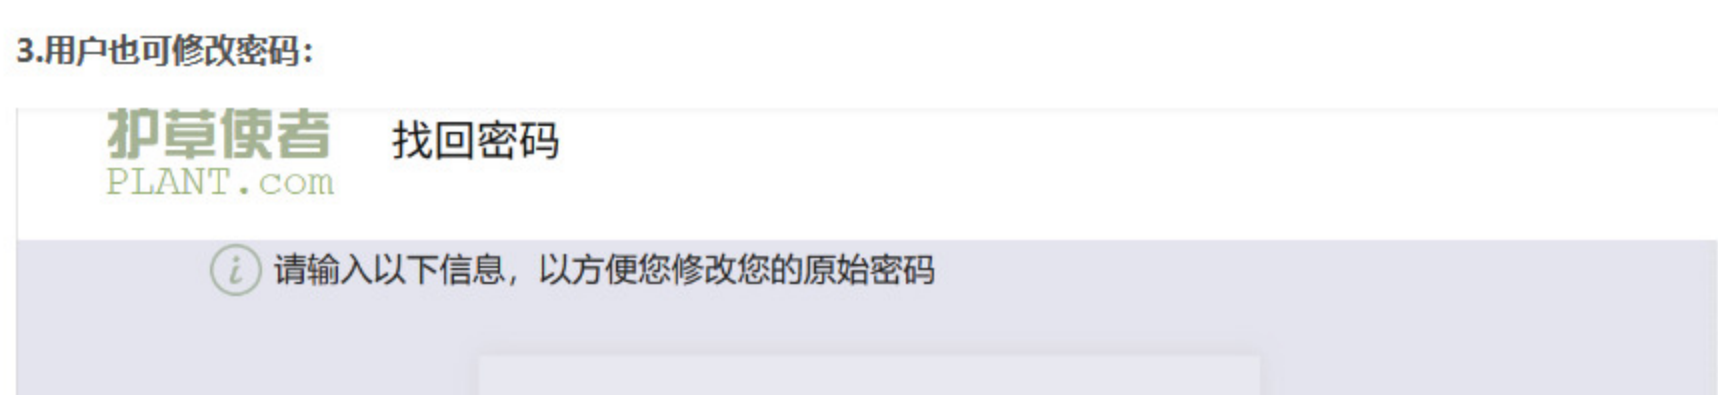 3.用户也可修改密码：
护草使者
找回密码
PLANT.com
i
请输入以下信息，以方便您修改您的原始密码